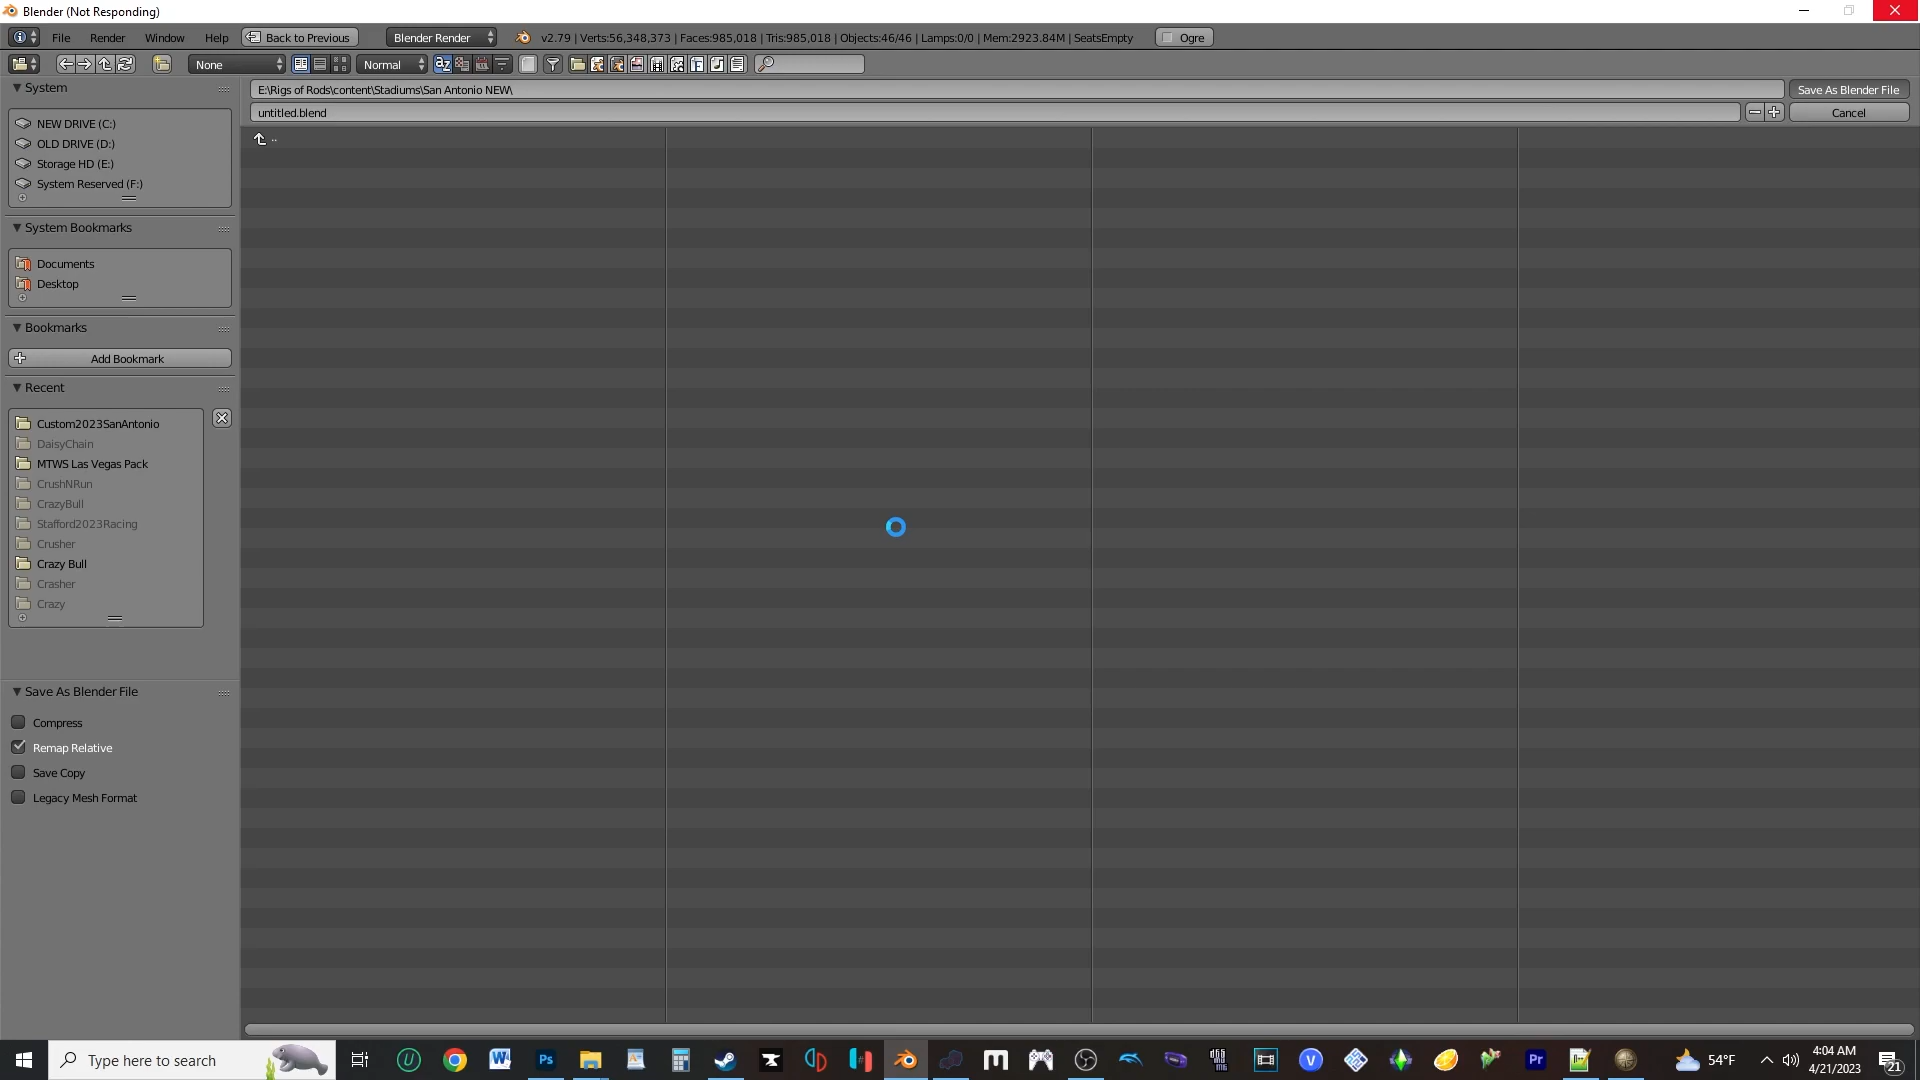 Blender (Not Responding)
File Render Window Help Back to Previous Blender Render v2.79 | Verts:56,348,373 | Faces:985,018 | Tris:985,018 | Objects:46/46 | Lamps:0/0 | Mem:2923.84M | SeatsEmpty Ogre
None Normal
System
E:\Rigs of Rods\content\Stadiums\San Antonio NEW\ Save As Blender File
untitled.blend Cancel
..
NEW DRIVE (C:)
OLD DRIVE (D:)
Storage HD (E:)
System Reserved (F:)
System Bookmarks
Documents
Desktop
Bookmarks
Add Bookmark
Recent
Custom2023SanAntonio
DaisyChain
MTWS Las Vegas Pack
CrushNRun
CrazyBull
Stafford2023Racing
Crusher
Crazy Bull
Crasher
Crazy
Save As Blender File
Compress
Remap Relative
Save Copy
Legacy Mesh Format
Type here to search
54°F
4:04 AM
4/21/2023
21